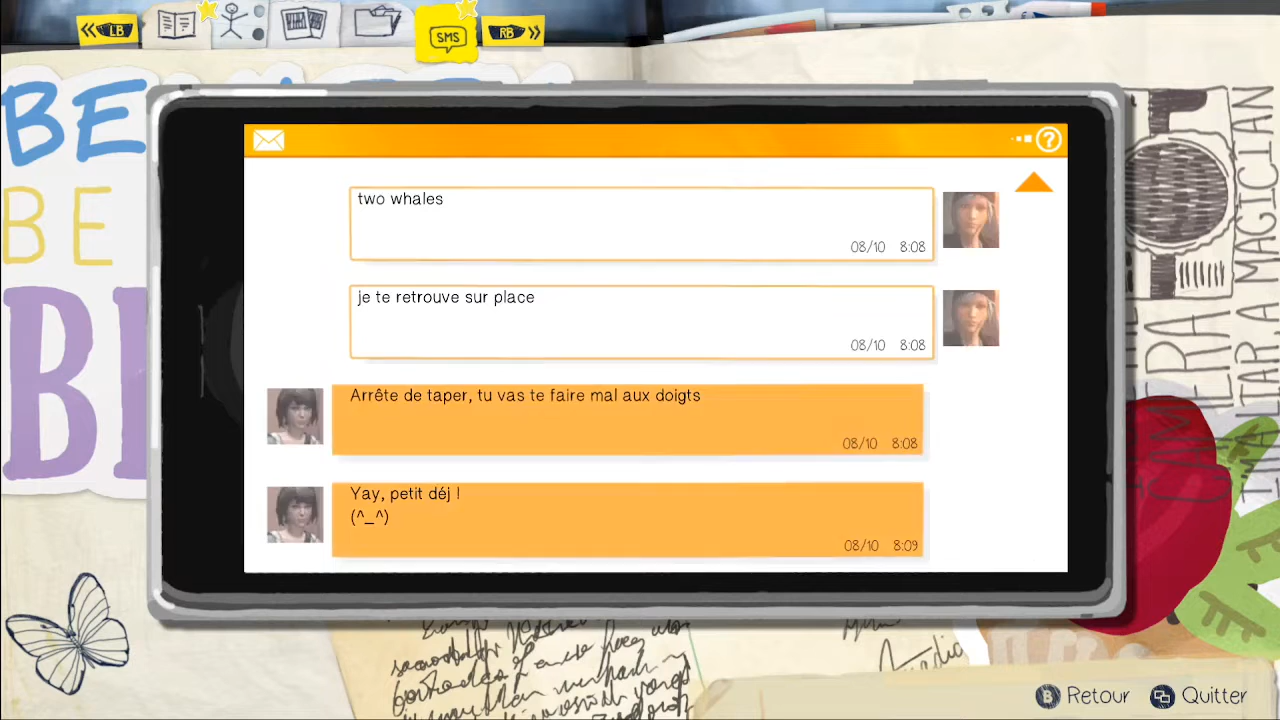 LB
SMS
RB
BE
BE
two whales
08/10 8:08
je te retrouve sur place
08/10 8:08
Arrête de taper, tu vas te faire mal aux doigts
08/10 8:08
Yay, petit déj !
(^_^)
08/10 8:09
MAGICIAN
B Retour
Quitter